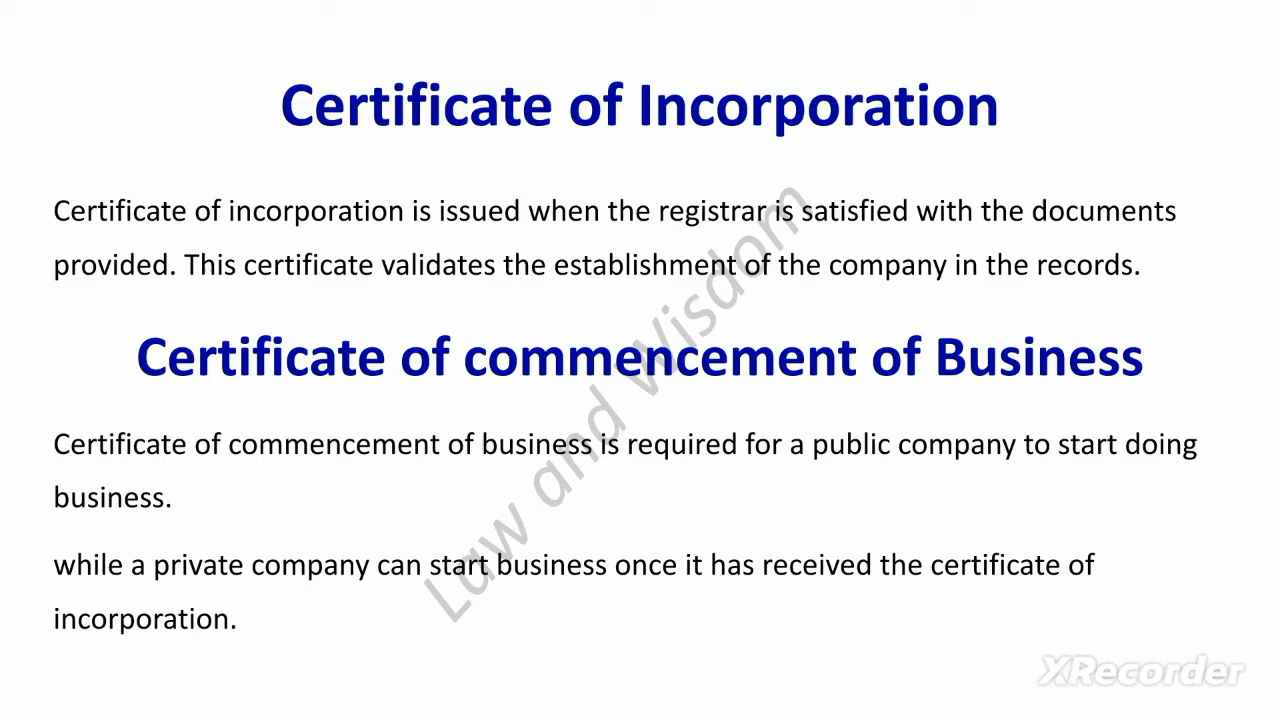 Certificate of Incorporation
Certificate of incorporation is issued when the registrar is satisfied with the documents
provided. This certificate validates the establishment of the company in the records.
Certificate of commencement of Business
Certificate of commencement of business is required for a public company to start doing
business.
while a private company can start business once it has received the certificate of
incorporation.
Law and Wisdom
XRecorder